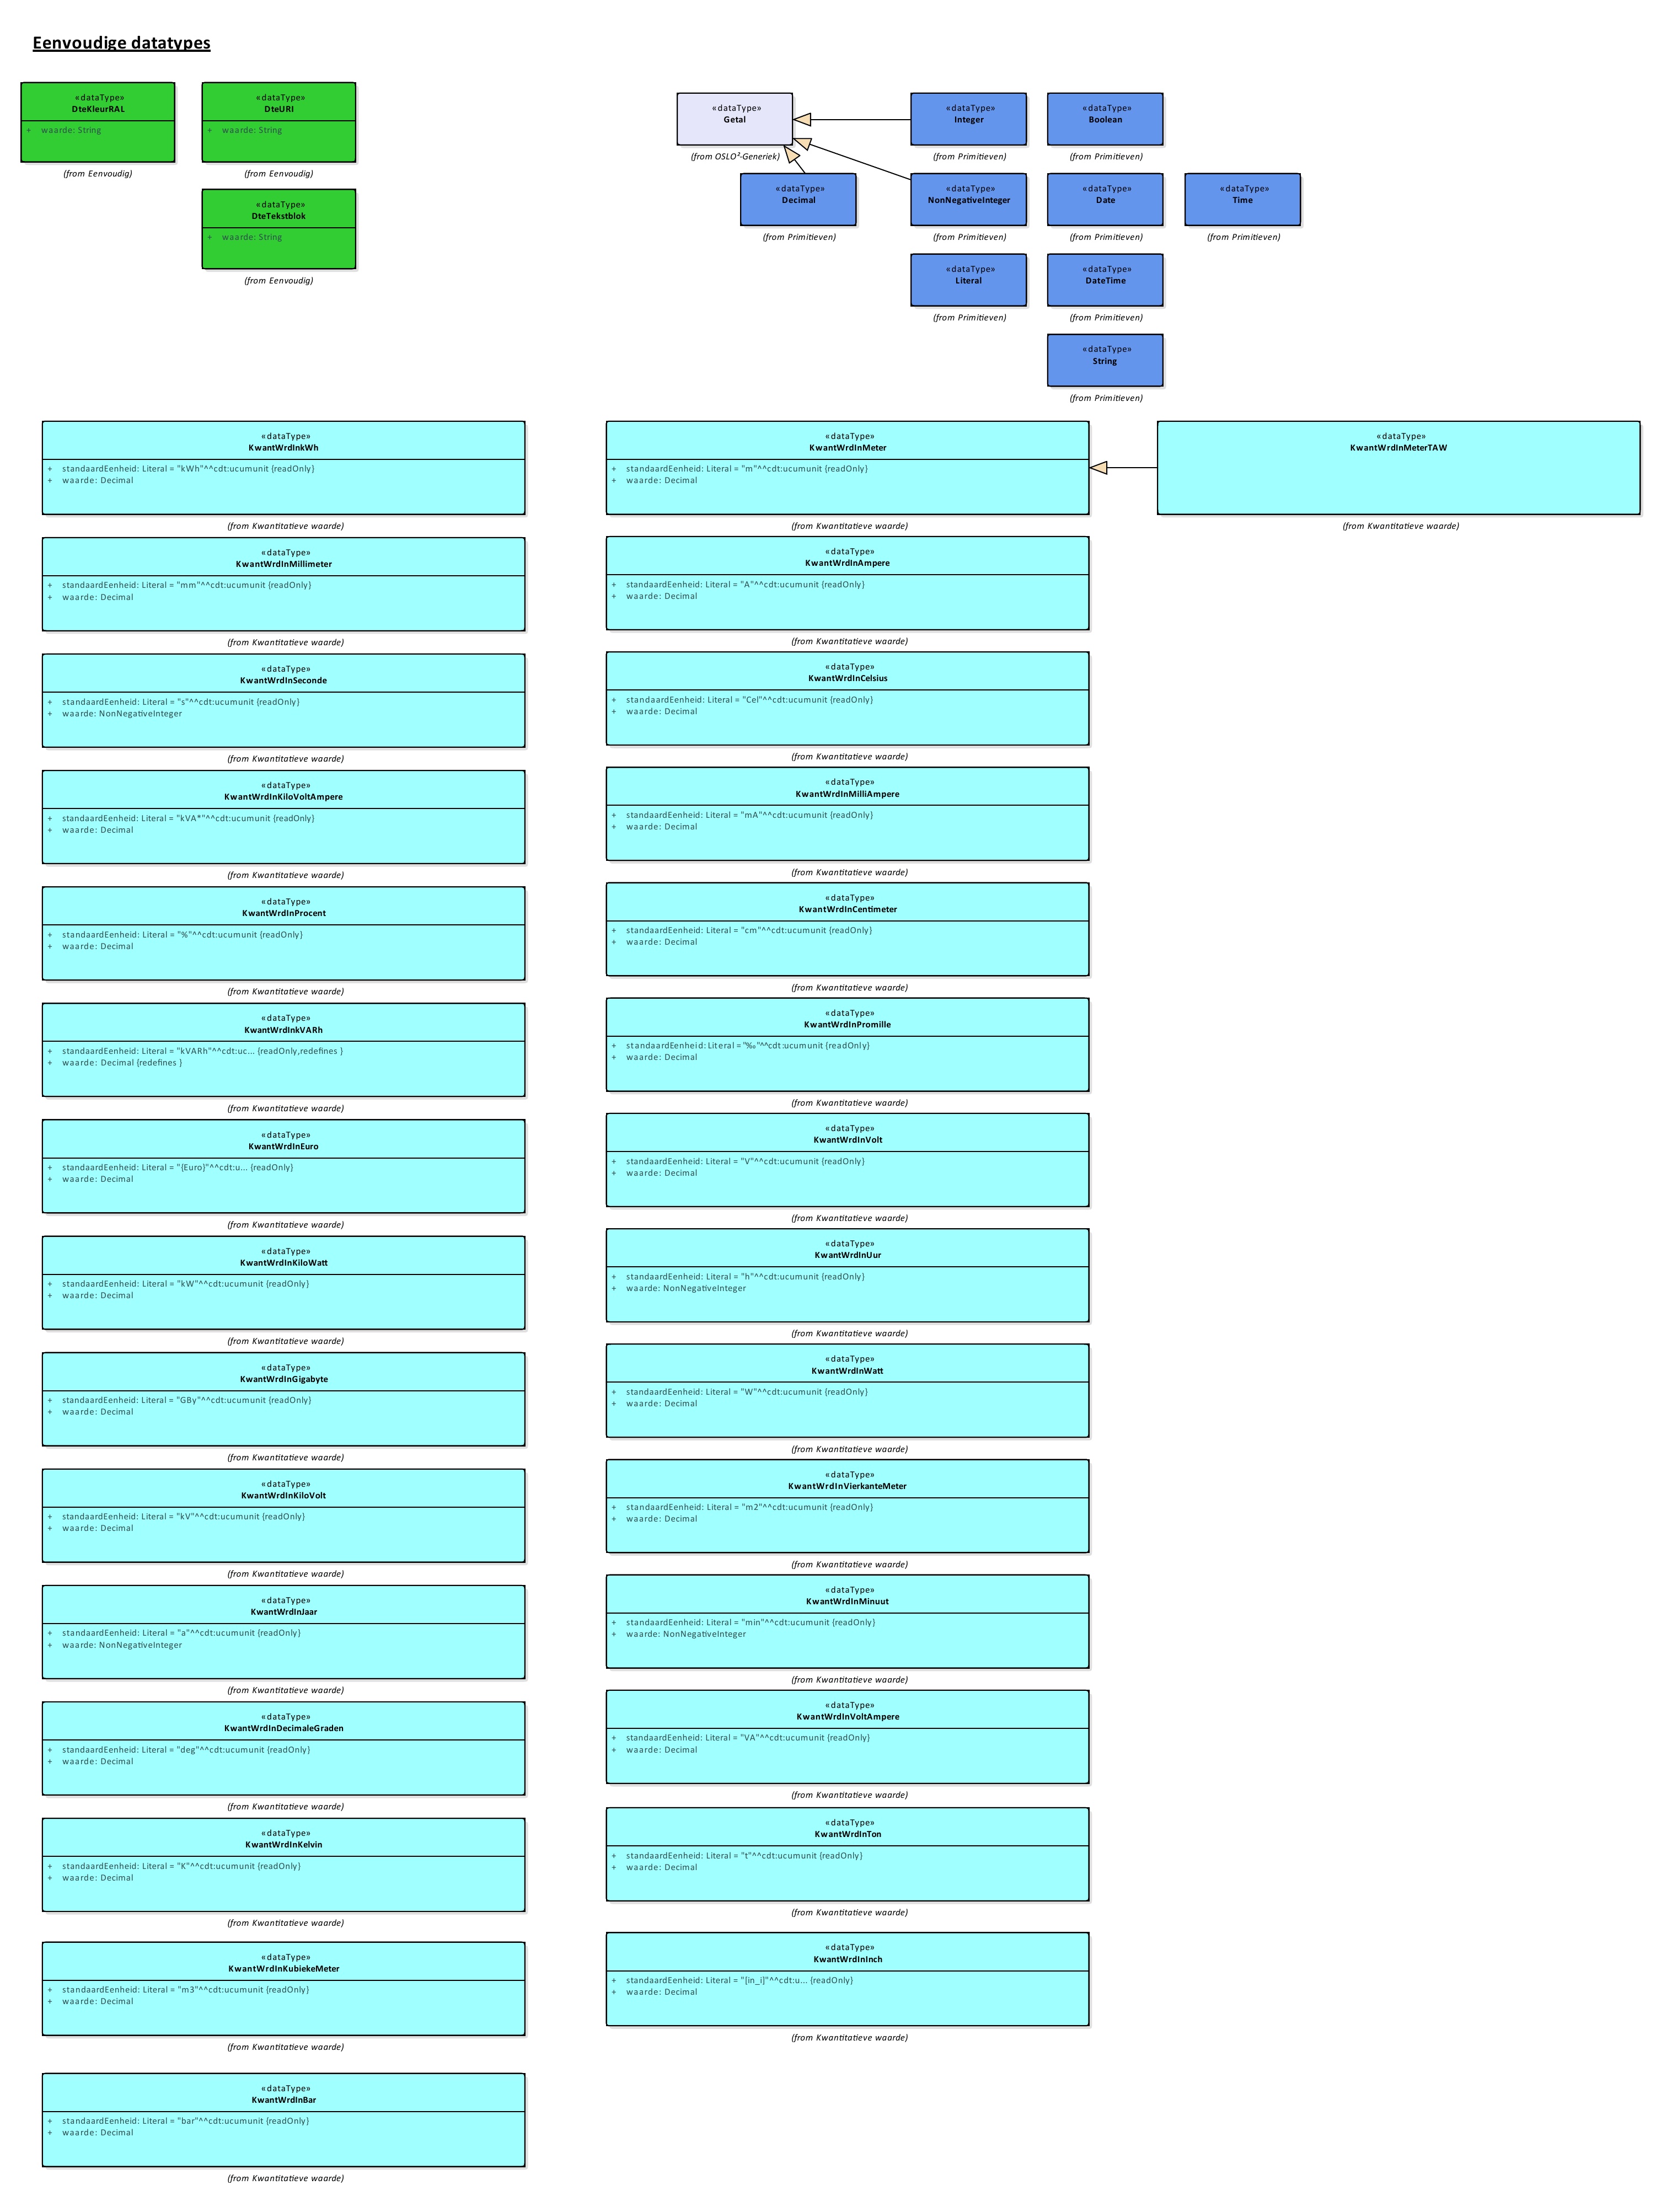 Eenvoudige datatypes
«dataType»
DteKleurRAL
+ waarde: String
(from Eenvoudig)
«dataType»
DteURI
+ waarde: String
(from Eenvoudig)
«dataType»
DteTekstblok
+ waarde: String
(from Eenvoudig)
«dataType»
Getal
(from OSLO²-Generiek)
«dataType»
Integer
(from Primitieven)
«dataType»
Boolean
(from Primitieven)
«dataType»
Decimal
(from Primitieven)
«dataType»
NonNegativeInteger
(from Primitieven)
«dataType»
Date
(from Primitieven)
«dataType»
Time
(from Primitieven)
«dataType»
Literal
(from Primitieven)
«dataType»
DateTime
(from Primitieven)
«dataType»
String
(from Primitieven)
«dataType»
KwantWrdInkWh
+ standaardEenheid: Literal = "kWh"^^cdt:ucumunit {readOnly}
+ waarde: Decimal
(from Kwantitatieve waarde)
«dataType»
KwantWrdInMeter
+ standaardEenheid: Literal = "m"^^cdt:ucumunit {readOnly}
+ waarde: Decimal
(from Kwantitatieve waarde)
«dataType»
KwantWrdInMeterTAW
(from Kwantitatieve waarde)
«dataType»
KwantWrdInMillimeter
+ standaardEenheid: Literal = "mm"^^cdt:ucumunit {readOnly}
+ waarde: Decimal
(from Kwantitatieve waarde)
«dataType»
KwantWrdInAmpere
+ standaardEenheid: Literal = "A"^^cdt:ucumunit {readOnly}
+ waarde: Decimal
(from Kwantitatieve waarde)
«dataType»
KwantWrdInSeconde
+ standaardEenheid: Literal = "s"^^cdt:ucumunit {readOnly}
+ waarde: NonNegativeInteger
(from Kwantitatieve waarde)
«dataType»
KwantWrdInCelsius
+ standaardEenheid: Literal = "Cel"^^cdt:ucumunit {readOnly}
+ waarde: Decimal
(from Kwantitatieve waarde)
«dataType»
KwantWrdInKiloVoltAmpere
+ standaardEenheid: Literal = "kVA*"^^cdt:ucumunit {readOnly}
+ waarde: Decimal
(from Kwantitatieve waarde)
«dataType»
KwantWrdInMilliAmpere
+ standaardEenheid: Literal = "mA"^^cdt:ucumunit {readOnly}
+ waarde: Decimal
(from Kwantitatieve waarde)
«dataType»
KwantWrdInProcent
+ standaardEenheid: Literal = "%"^^cdt:ucumunit {readOnly}
+ waarde: Decimal
(from Kwantitatieve waarde)
«dataType»
KwantWrdInCentimeter
+ standaardEenheid: Literal = "cm"^^cdt:ucumunit {readOnly}
+ waarde: Decimal
(from Kwantitatieve waarde)
«dataType»
KwantWrdInkVARh
+ standaardEenheid: Literal = "kVARh"^^cdt:uc... {readOnly,redefines }
+ waarde: Decimal {redefines }
(from Kwantitatieve waarde)
«dataType»
KwantWrdInPromille
+ standaardEenheid: Literal = "‰"^^cdt:ucumunit {readOnly}
+ waarde: Decimal
(from Kwantitatieve waarde)
«dataType»
KwantWrdInEuro
+ standaardEenheid: Literal = "{Euro}"^^cdt:u... {readOnly}
+ waarde: Decimal
(from Kwantitatieve waarde)
«dataType»
KwantWrdInVolt
+ standaardEenheid: Literal = "V"^^cdt:ucumunit {readOnly}
+ waarde: Decimal
(from Kwantitatieve waarde)
«dataType»
KwantWrdInKiloWatt
+ standaardEenheid: Literal = "kW"^^cdt:ucumunit {readOnly}
+ waarde: Decimal
(from Kwantitatieve waarde)
«dataType»
KwantWrdInUur
+ standaardEenheid: Literal = "h"^^cdt:ucumunit {readOnly}
+ waarde: NonNegativeInteger
(from Kwantitatieve waarde)
«dataType»
KwantWrdInGigabyte
+ standaardEenheid: Literal = "GBy"^^cdt:ucumunit {readOnly}
+ waarde: Decimal
(from Kwantitatieve waarde)
«dataType»
KwantWrdInWatt
+ standaardEenheid: Literal = "W"^^cdt:ucumunit {readOnly}
+ waarde: Decimal
(from Kwantitatieve waarde)
«dataType»
KwantWrdInKiloVolt
+ standaardEenheid: Literal = "kV"^^cdt:ucumunit {readOnly}
+ waarde: Decimal
(from Kwantitatieve waarde)
«dataType»
KwantWrdInVierkanteMeter
+ standaardEenheid: Literal = "m2"^^cdt:ucumunit {readOnly}
+ waarde: Decimal
(from Kwantitatieve waarde)
«dataType»
KwantWrdInJaar
+ standaardEenheid: Literal = "a"^^cdt:ucumunit {readOnly}
+ waarde: NonNegativeInteger
(from Kwantitatieve waarde)
«dataType»
KwantWrdInMinuut
+ standaardEenheid: Literal = "min"^^cdt:ucumunit {readOnly}
+ waarde: NonNegativeInteger
(from Kwantitatieve waarde)
«dataType»
KwantWrdInDecimaleGraden
+ standaardEenheid: Literal = "deg"^^cdt:ucumunit {readOnly}
+ waarde: Decimal
(from Kwantitatieve waarde)
«dataType»
KwantWrdInVoltAmpere
+ standaardEenheid: Literal = "VA"^^cdt:ucumunit {readOnly}
+ waarde: Decimal
(from Kwantitatieve waarde)
«dataType»
KwantWrdInKelvin
+ standaardEenheid: Literal = "K"^^cdt:ucumunit {readOnly}
+ waarde: Decimal
(from Kwantitatieve waarde)
«dataType»
KwantWrdInTon
+ standaardEenheid: Literal = "t"^^cdt:ucumunit {readOnly}
+ waarde: Decimal
(from Kwantitatieve waarde)
«dataType»
KwantWrdInKubiekeMeter
+ standaardEenheid: Literal = "m3"^^cdt:ucumunit {readOnly}
+ waarde: Decimal
(from Kwantitatieve waarde)
«dataType»
KwantWrdInInch
+ standaardEenheid: Literal = "[in_i]"^^cdt:u... {readOnly}
+ waarde: Decimal
(from Kwantitatieve waarde)
«dataType»
KwantWrdInBar
+ standaardEenheid: Literal = "bar"^^cdt:ucumunit {readOnly}
+ waarde: Decimal
(from Kwantitatieve waarde)